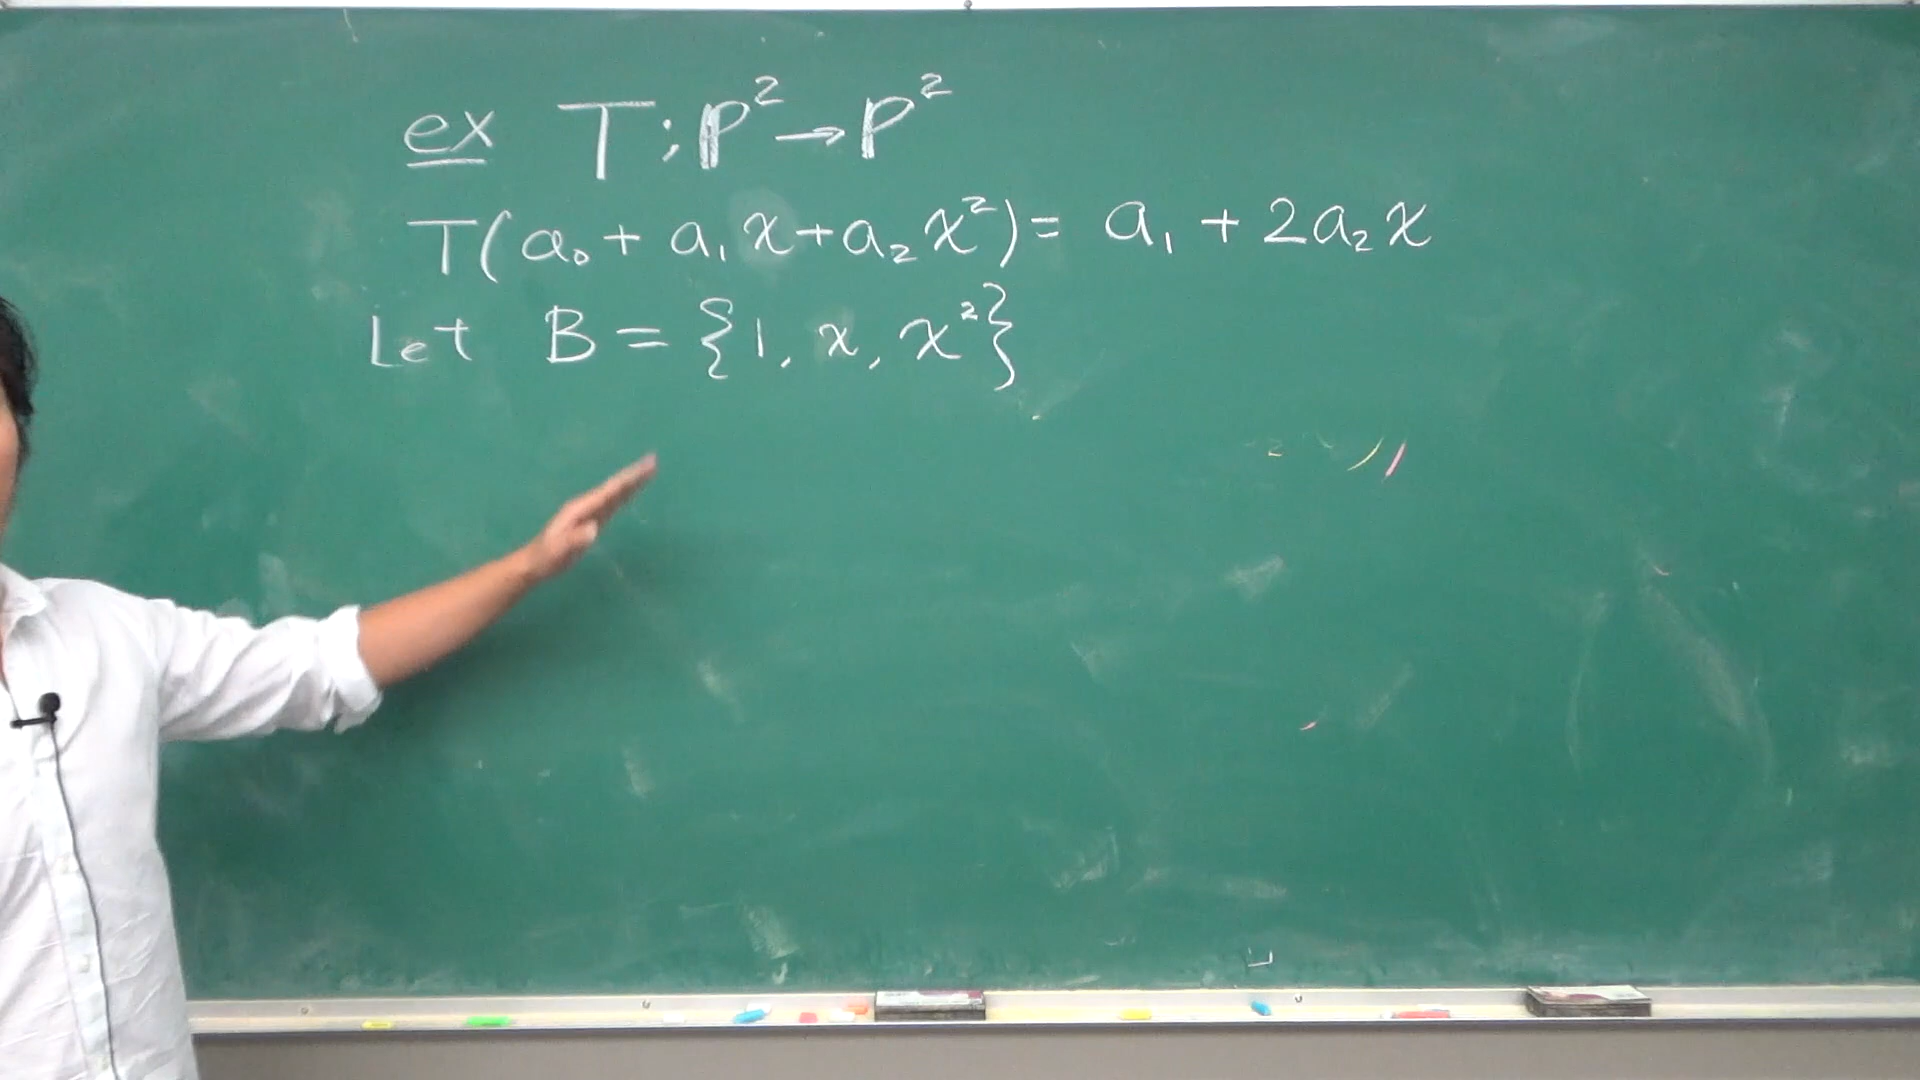 ex T: P² → P²
T(a₀ + a₁x + a₂x²) = a₁ + 2a₂x
Let B = {1, x, x²}